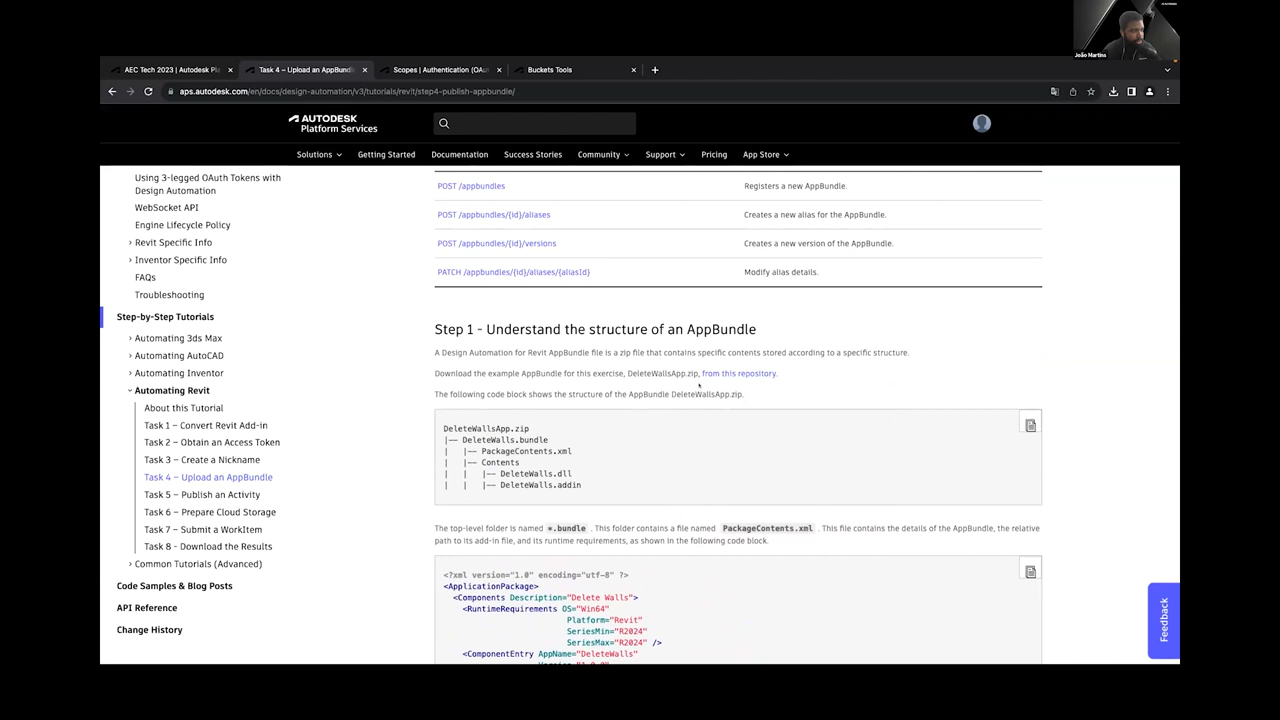 João Martins
AEC Tech 2023 | Autodesk Pla
Task 4 – Upload an AppBundle
Scopes | Authentication (OAu
Buckets Tools
aps.autodesk.com/en/docs/design-automation/v3/tutorials/revit/step4-publish-appbundle/
AUTODESK
Platform Services
Solutions
Getting Started
Documentation
Success Stories
Community
Support
Pricing
App Store
Using 3-legged OAuth Tokens with
Design Automation
WebSocket API
Engine Lifecycle Policy
Revit Specific Info
Inventor Specific Info
FAQs
Troubleshooting
Step-by-Step Tutorials
Automating 3ds Max
Automating AutoCAD
Automating Inventor
Automating Revit
About this Tutorial
Task 1 – Convert Revit Add-in
Task 2 – Obtain an Access Token
Task 3 – Create a Nickname
Task 4 – Upload an AppBundle
Task 5 – Publish an Activity
Task 6 – Prepare Cloud Storage
Task 7 – Submit a WorkItem
Task 8 - Download the Results
Common Tutorials (Advanced)
Code Samples & Blog Posts
API Reference
Change History
POST /appbundles Registers a new AppBundle.
POST /appbundles/{id}/aliases Creates a new alias for the AppBundle.
POST /appbundles/{id}/versions Creates a new version of the AppBundle.
PATCH /appbundles/{id}/aliases/{aliasId} Modify alias details.
Step 1 - Understand the structure of an AppBundle
A Design Automation for Revit AppBundle file is a zip file that contains specific contents stored according to a specific structure.
Download the example AppBundle for this exercise, DeleteWallsApp.zip, from this repository.
The following code block shows the structure of the AppBundle DeleteWallsApp.zip.
DeleteWallsApp.zip
|-- DeleteWalls.bundle
| |-- PackageContents.xml
| |-- Contents
| | |-- DeleteWalls.dll
| | |-- DeleteWalls.addin
The top-level folder is named *.bundle . This folder contains a file named PackageContents.xml . This file contains the details of the AppBundle, the relative
path to its add-in file, and its runtime requirements, as shown in the following code block.
<?xml version="1.0" encoding="utf-8" ?>
<ApplicationPackage>
<Components Description="Delete Walls">
<RuntimeRequirements OS="Win64"
Platform="Revit"
SeriesMin="R2024"
SeriesMax="R2024" />
<ComponentEntry AppName="DeleteWalls"
Feedback